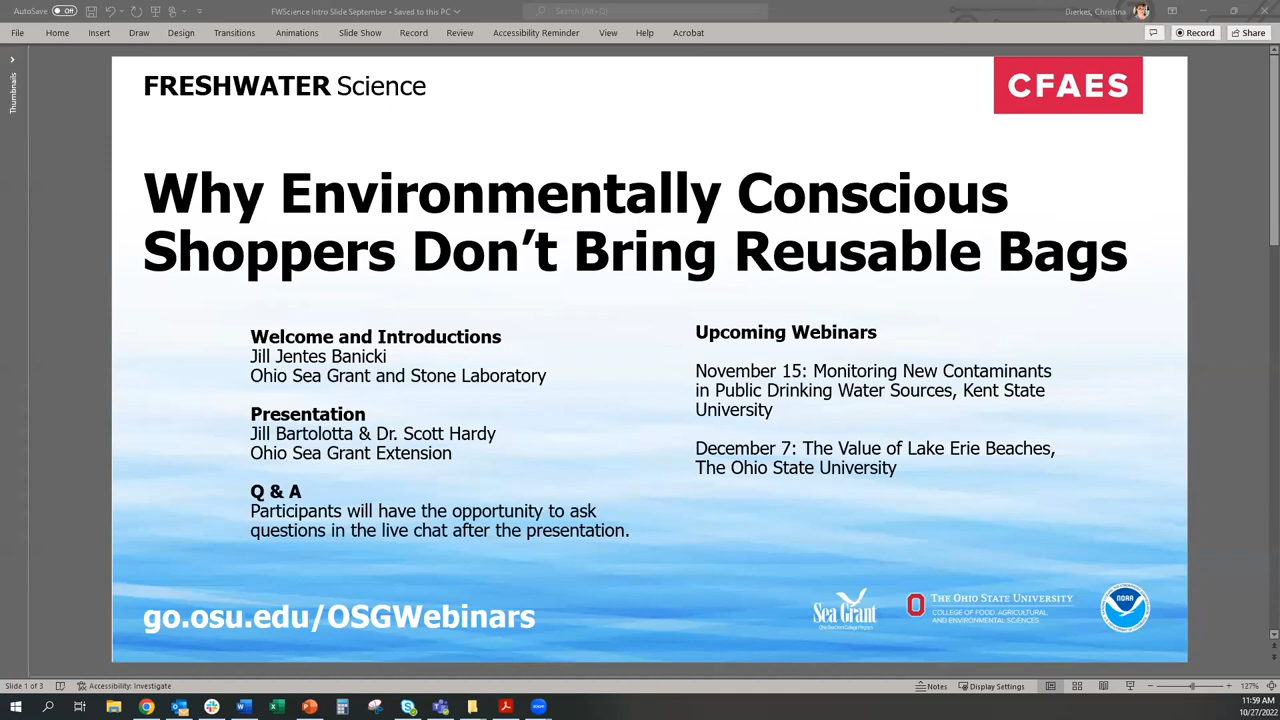 AutoSave
Off
FWScience Intro Slide September • Saved to this PC
Search (Alt+Q)
Dierkes, Christina
File Home Insert Draw Design Transitions Animations Slide Show Record Review Accessibility Reminder View Help Acrobat
Record
Share
Thumbnails
FRESHWATER Science
CFAES
Why Environmentally Conscious
Shoppers Don’t Bring Reusable Bags
Welcome and Introductions
Jill Jentes Banicki
Ohio Sea Grant and Stone Laboratory
Presentation
Jill Bartolotta & Dr. Scott Hardy
Ohio Sea Grant Extension
Q & A
Participants will have the opportunity to ask
questions in the live chat after the presentation.
Upcoming Webinars
November 15: Monitoring New Contaminants
in Public Drinking Water Sources, Kent State
University
December 7: The Value of Lake Erie Beaches,
The Ohio State University
go.osu.edu/OSGWebinars
Sea Grant
THE OHIO STATE UNIVERSITY
COLLEGE OF FOOD, AGRICULTURAL,
AND ENVIRONMENTAL SCIENCES
NOAA
Slide 1 of 3
Accessibility: Investigate
Notes
Display Settings
127%
11:59 AM
10/27/2022